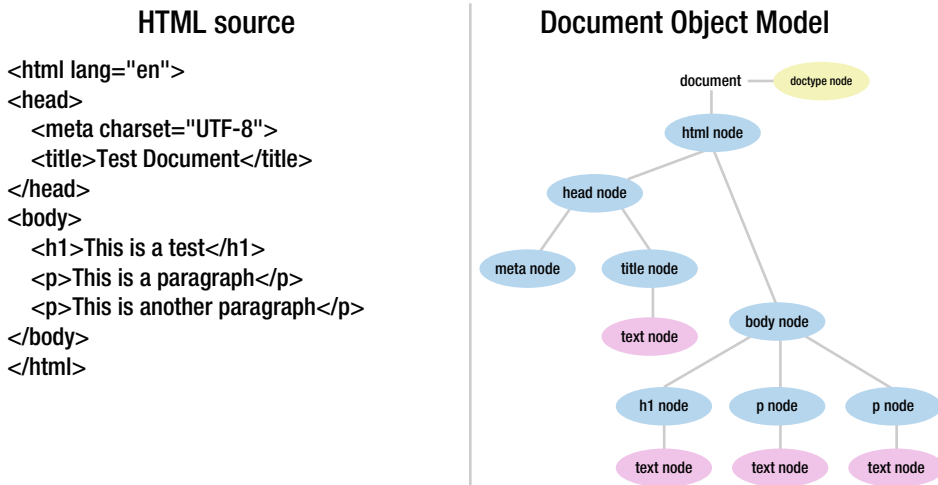 HTML source
<html lang="en">
<head>
<meta charset="UTF-8">
<title>Test Document</title>
</head>
<body>
<h1>This is a test</h1>
<p>This is a paragraph</p>
<p>This is another paragraph</p>
</body>
</html>
Document Object Model
document
doctype node
html node
head node
meta node
title node
text node
body node
h1 node
p node
p node
text node
text node
text node